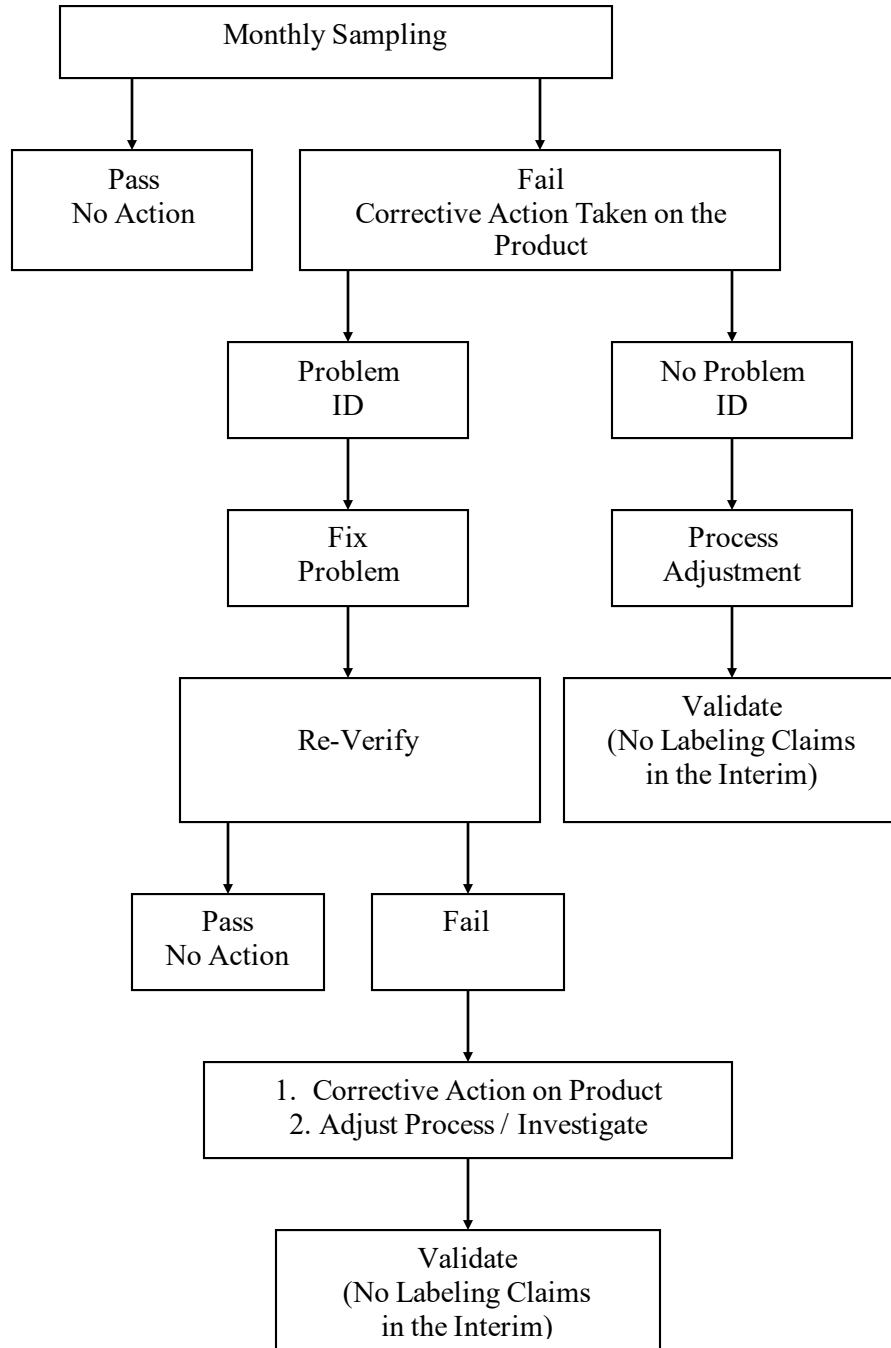 Monthly Sampling
Pass
No Action
Fail
Corrective Action Taken on the
Product
Problem
ID
No Problem
ID
Fix
Problem
Process
Adjustment
Re-Verify
Validate
(No Labeling Claims
in the Interim)
Pass
No Action
Fail
1. Corrective Action on Product
2. Adjust Process / Investigate
Validate
(No Labeling Claims
in the Interim)